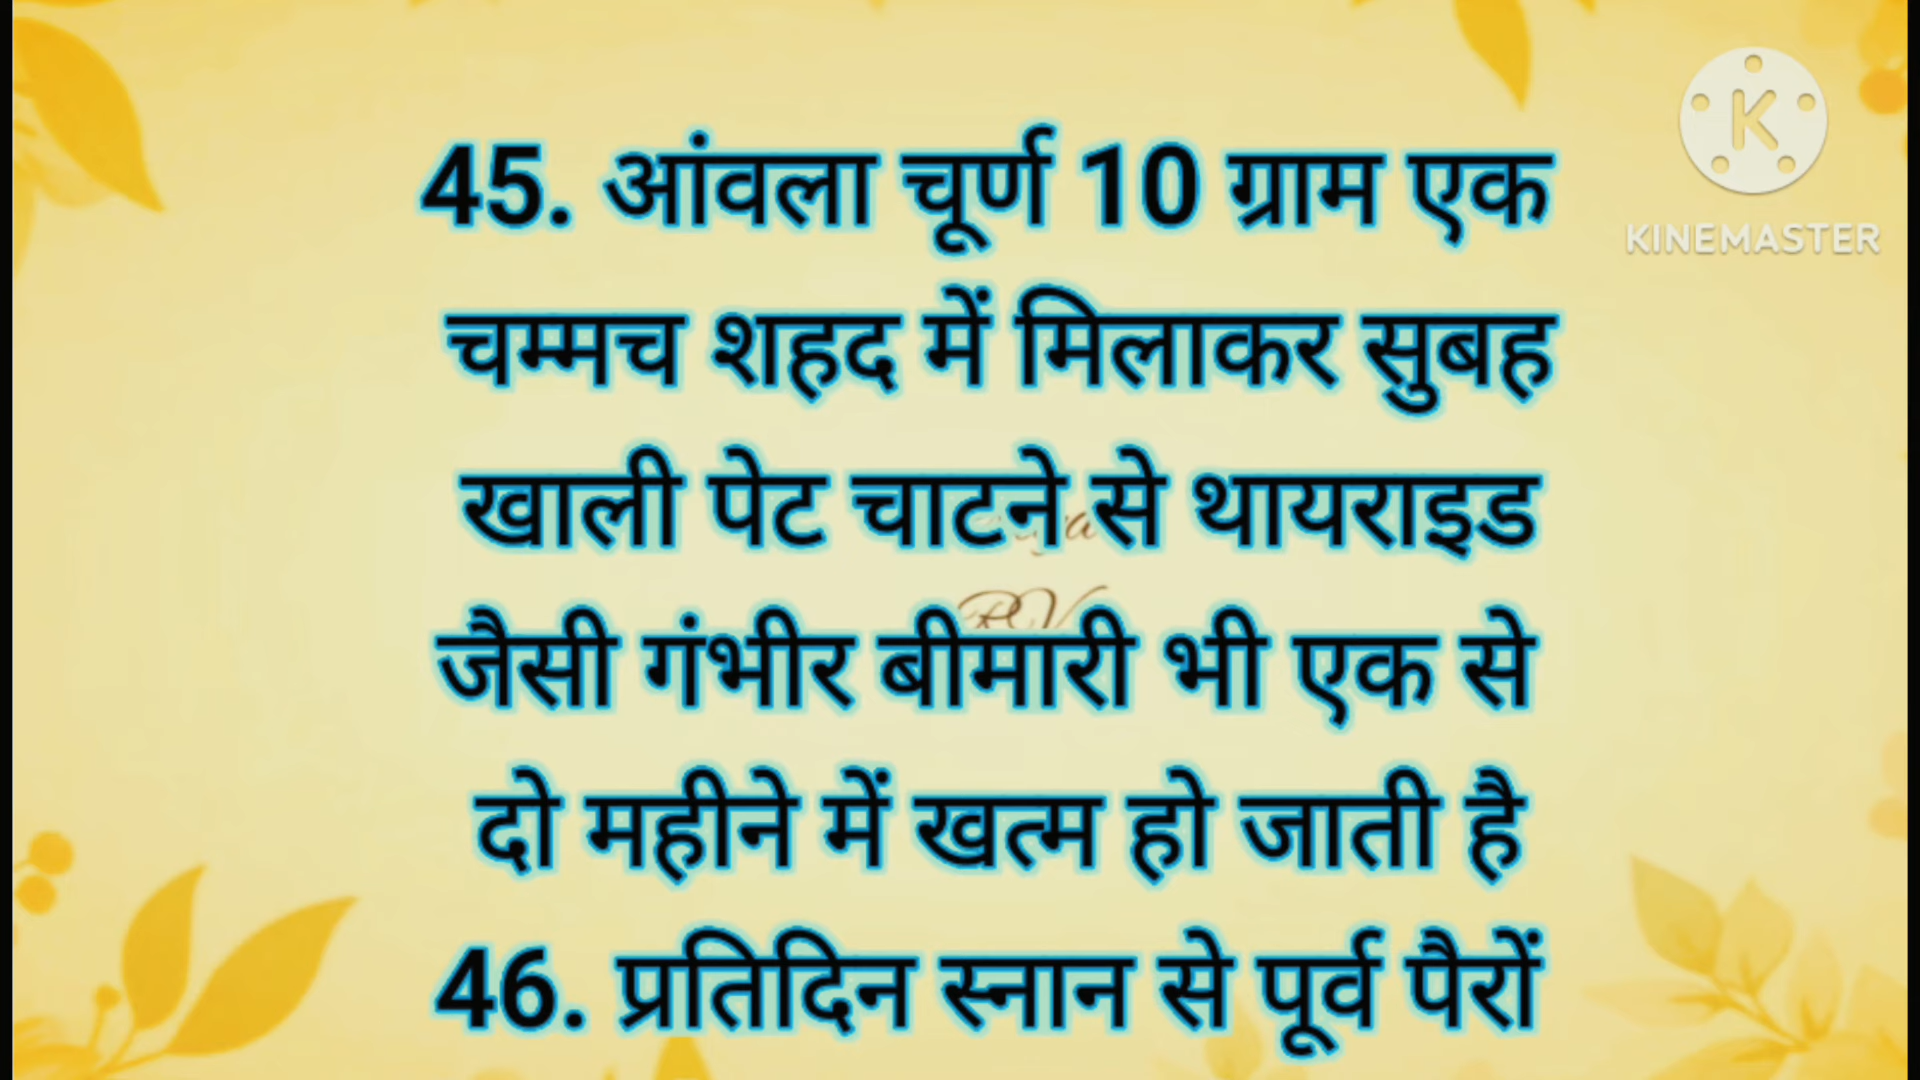 45. आंवला चूर्ण 10 ग्राम एक
चम्मच शहद में मिलाकर सुबह
खाली पेट चाटने से थायराइड
जैसी गंभीर बीमारी भी एक से
दो महीने में खत्म हो जाती है
46. प्रतिदिन स्नान से पूर्व पैरों
KINEMASTER